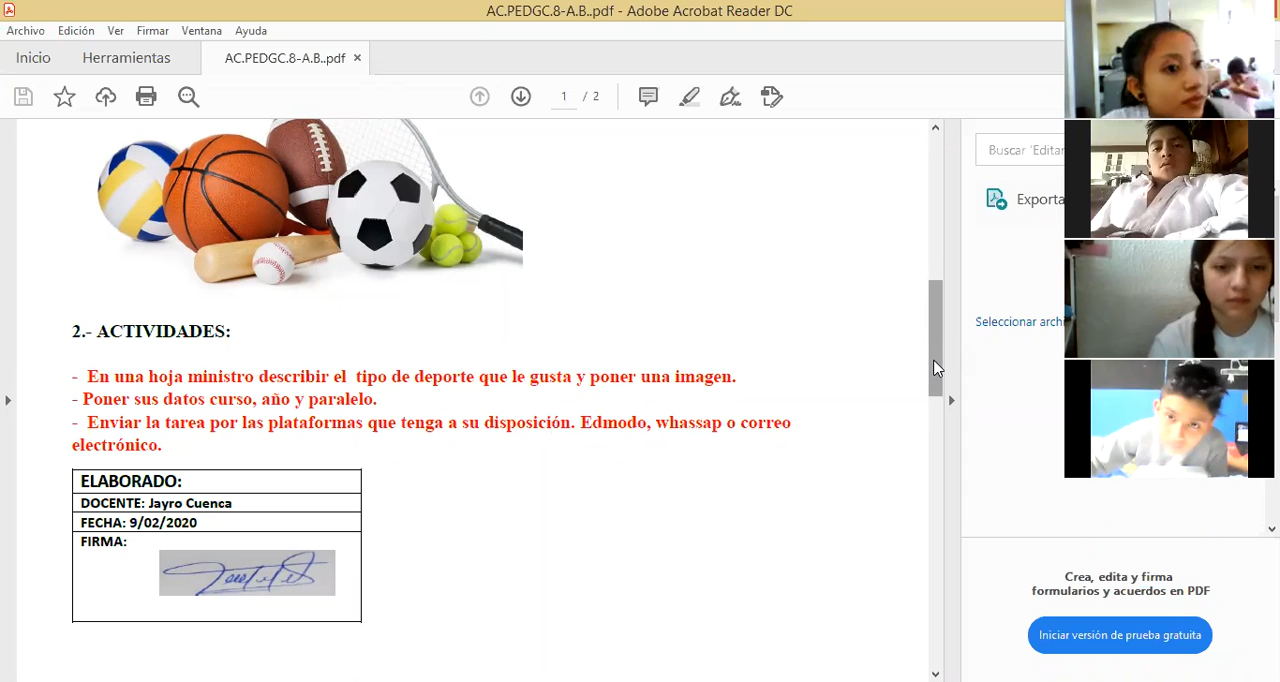 AC.PEDGC.8-A.B..pdf - Adobe Acrobat Reader DC
Archivo Edición Ver Firmar Ventana Ayuda
Inicio Herramientas AC.PEDGC.8-A.B..pdf ×
1 / 2
Buscar 'Editar
Exporta
Seleccionar archi
2.- ACTIVIDADES:
- En una hoja ministro describir el tipo de deporte que le gusta y poner una imagen.
- Poner sus datos curso, año y paralelo.
- Enviar la tarea por las plataformas que tenga a su disposición. Edmodo, whassap o correo
electrónico.
ELABORADO:
DOCENTE: Jayro Cuenca
FECHA: 9/02/2020
FIRMA:
Crea, edita y firma
formularios y acuerdos en PDF
Iniciar versión de prueba gratuita